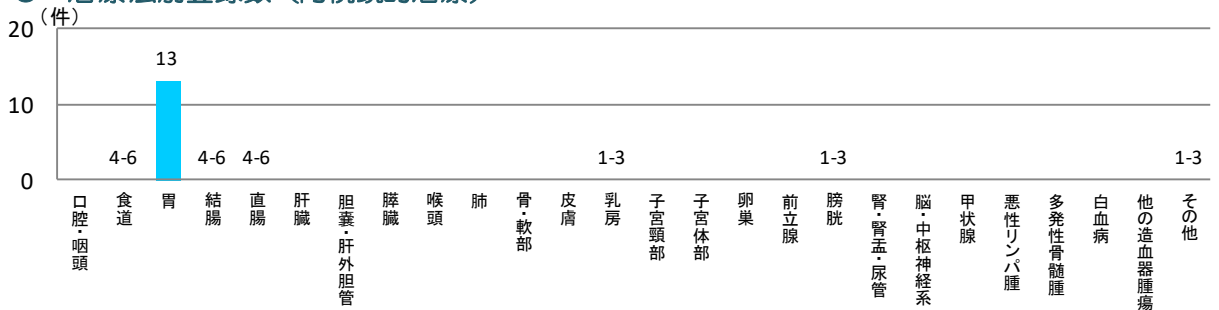 (件)
20
10
0
4-6
13
4-6
4-6
1-3
1-3
1-3
口腔・咽頭
食道
胃
結腸
直腸
肝臓
胆嚢・肝外胆管
膵臓
喉頭
肺
骨・軟部
皮膚
乳房
子宮頸部
子宮体部
卵巣
前立腺
膀胱
腎・腎盂・尿管
脳・中枢神経系
甲状腺
悪性リンパ腫
多発性骨髄腫
白血病
他の造血器腫瘍
その他